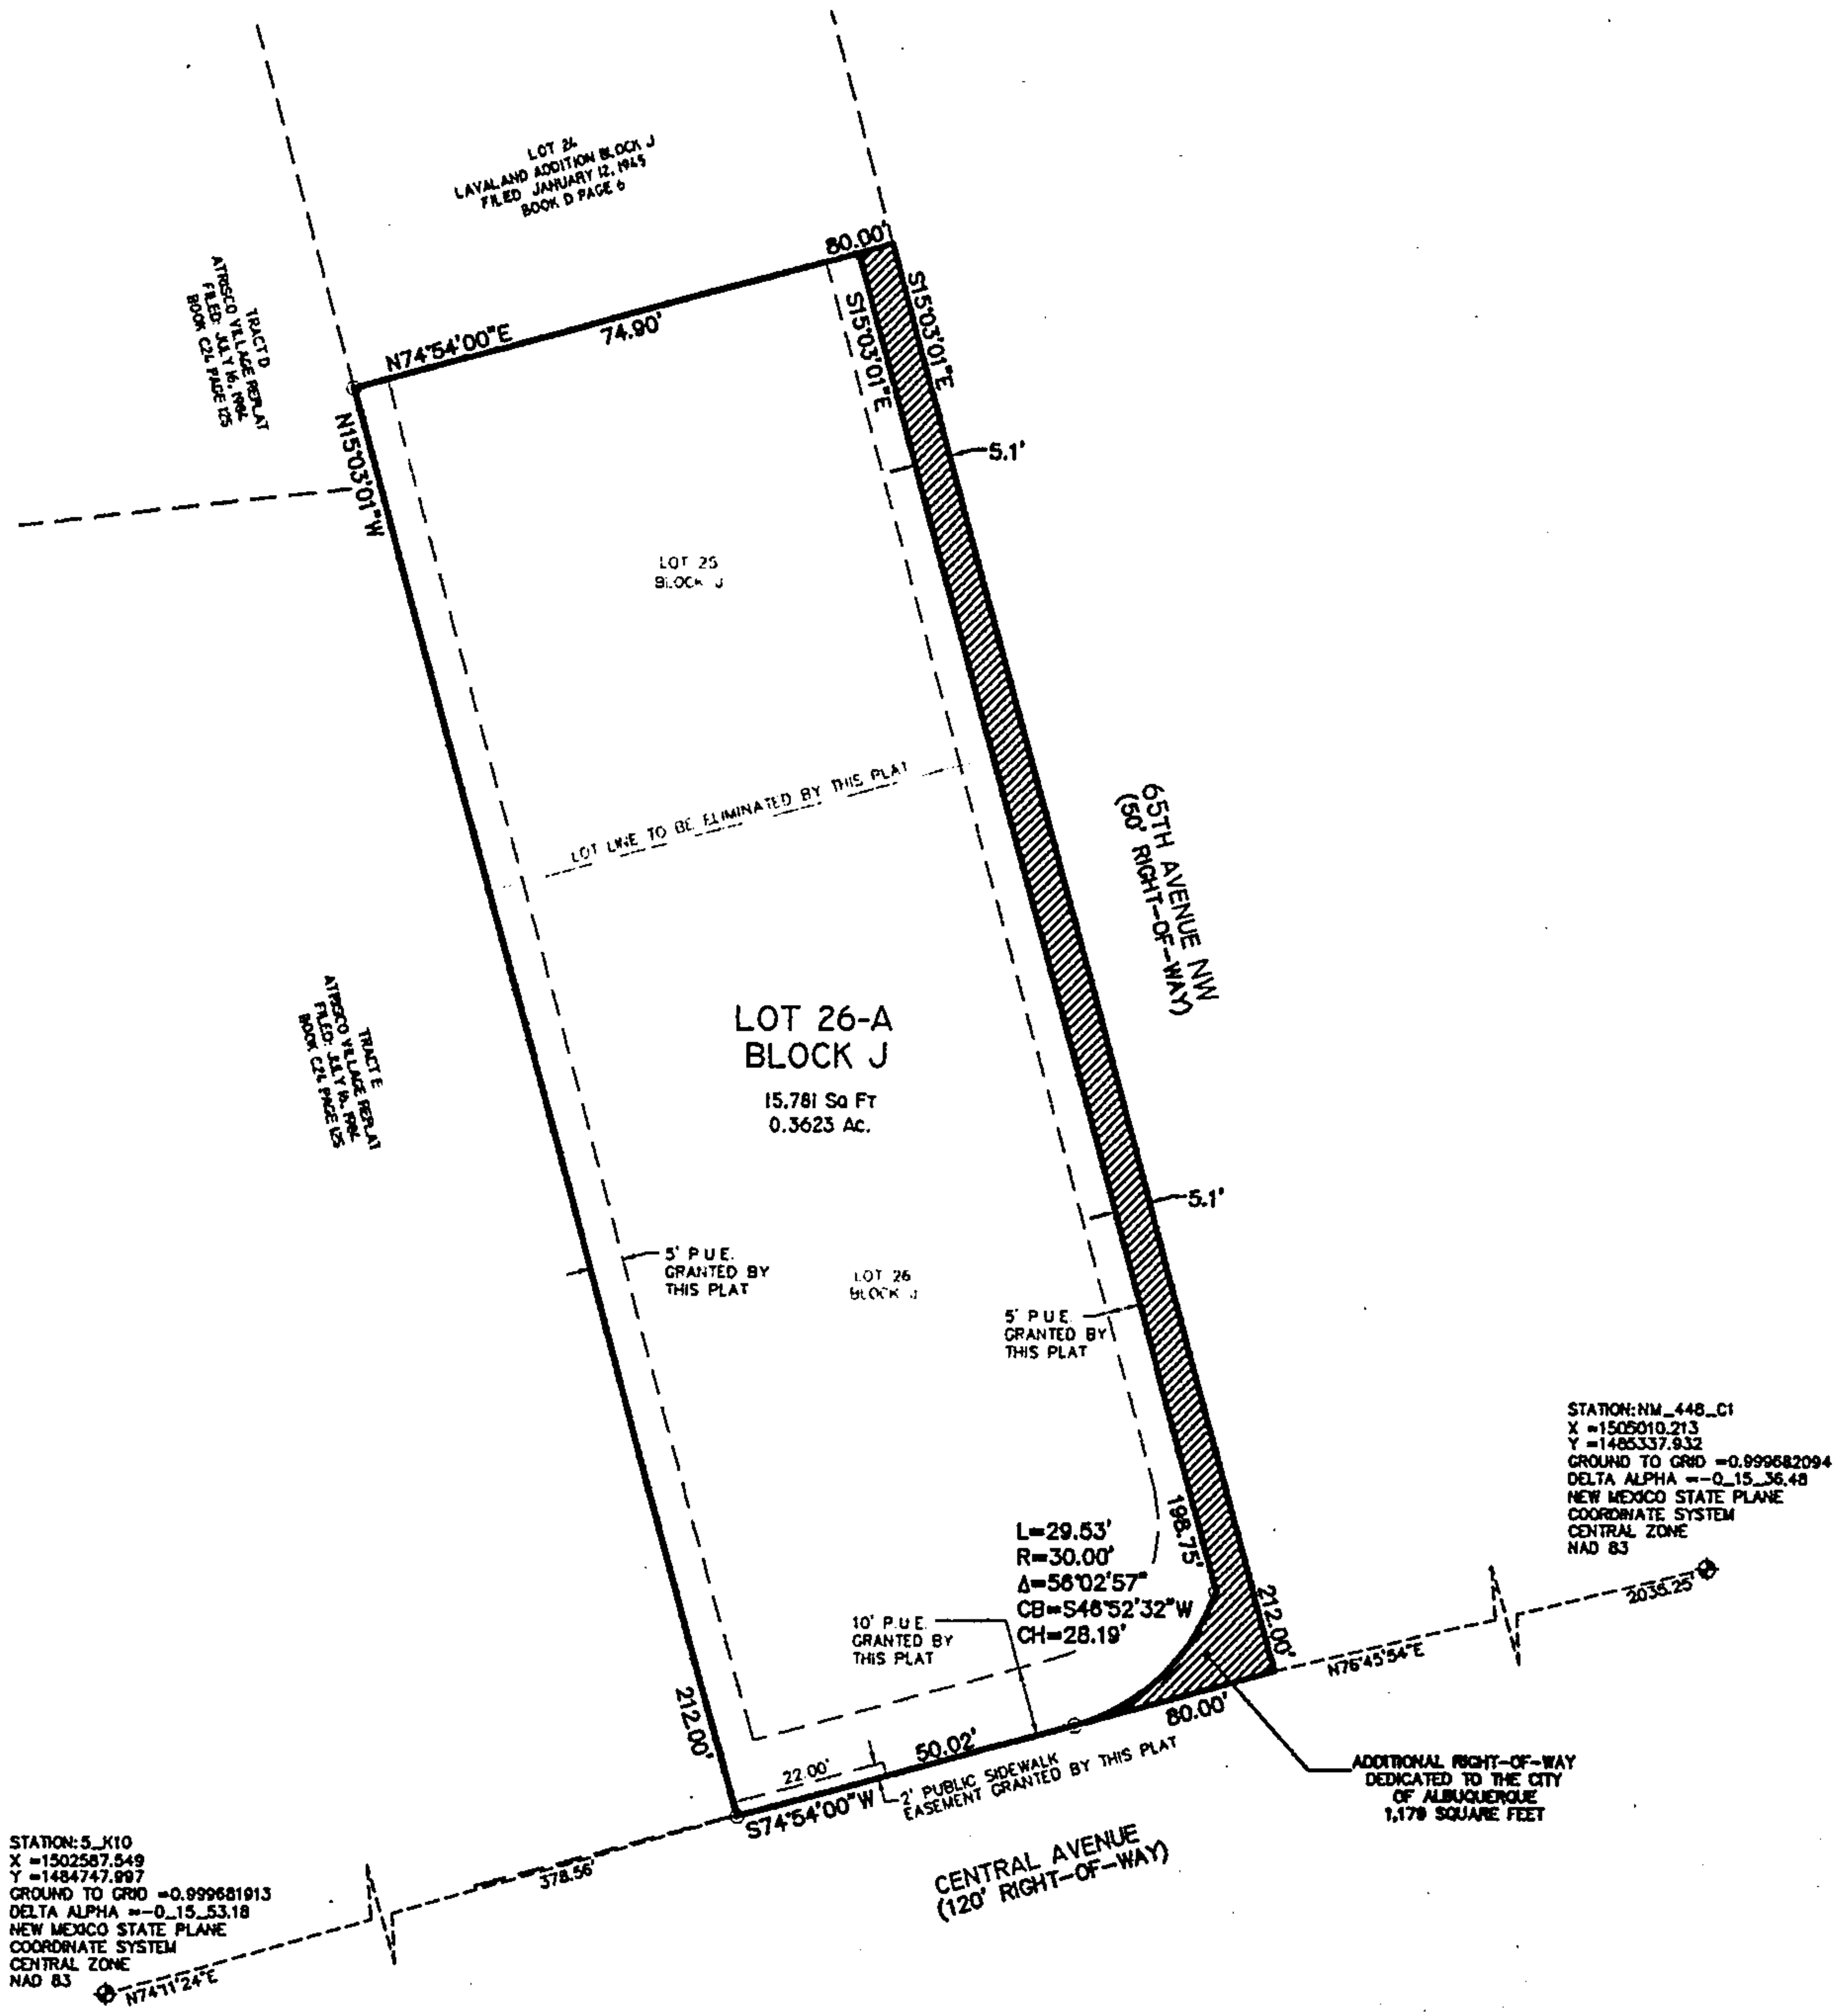 LOT 24
LAVALAND ADDITION BLOCK J
FILED JANUARY 12, 1945
BOOK D PAGE 6
TRACT D
ATRISCO VILLAGE REPLAT
FILED: JULY 16, 1984
BOOK C24 PAGE 125
80.00'
N74°54'00"E
74.90'
S15°03'01"E
S15°03'01"E
N15°03'01"W
5.1'
LOT 25
BLOCK J
LOT LINE TO BE ELIMINATED BY THIS PLAT
65TH AVENUE NW
(50' RIGHT-OF-WAY)
TRACT E
ATRISCO VILLAGE REPLAT
FILED: JULY 16, 1984
BOOK C24 PAGE 125
LOT 26-A
BLOCK J
15,781 Sq Ft
0.3623 Ac.
5.1'
5' P.U.E.
GRANTED BY
THIS PLAT
LOT 26
BLOCK J
5' P.U.E.
GRANTED BY
THIS PLAT
STATION: NM_448_C1
X =1505010.213
Y =1485337.932
GROUND TO GRID =0.999682094
DELTA ALPHA =-0_15_36.48
NEW MEXICO STATE PLANE
COORDINATE SYSTEM
CENTRAL ZONE
NAD 83
2035.25'
N76°45'54"E
198.75'
212.00'
L=29.53'
R=30.00'
Δ=56°02'57"
CB=S46°52'32"W
CH=28.19'
10' P.U.E.
GRANTED BY
THIS PLAT
212.00'
80.00'
50.02'
22.00'
S74°54'00"W
2' PUBLIC SIDEWALK
EASEMENT GRANTED BY THIS PLAT
ADDITIONAL RIGHT-OF-WAY
DEDICATED TO THE CITY
OF ALBUQUERQUE
1,179 SQUARE FEET
CENTRAL AVENUE
(120' RIGHT-OF-WAY)
378.56'
STATION: 5_K10
X =1502587.549
Y =1484747.997
GROUND TO GRID =0.999681913
DELTA ALPHA =-0_15_53.18
NEW MEXICO STATE PLANE
COORDINATE SYSTEM
CENTRAL ZONE
NAD 83
N74°11'24"E